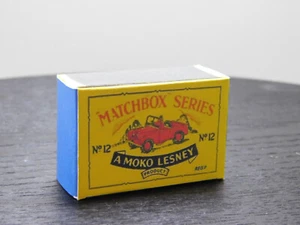 MATCHBOX SERIES
No 12 No 12
A MOKO LESNEY
PRODUCT